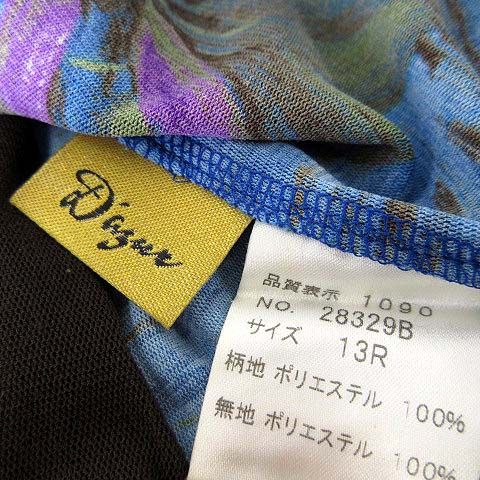 D'azur
品質表示 1090
NO. 28329B
サイズ 13R
柄地 ポリエステル 100%
無地 ポリエステル 100%